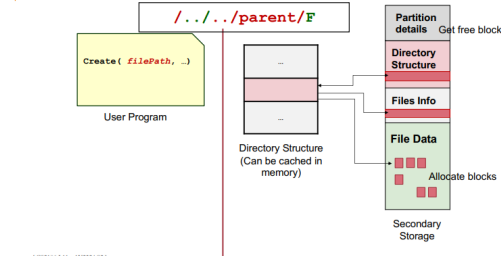 /../../parent/F
Create( filePath, …)
User Program
...
...
Directory Structure
(Can be cached in
memory)
Partition
details
Get free block
Directory
Structure
Files Info
File Data
Allocate blocks
Secondary
Storage